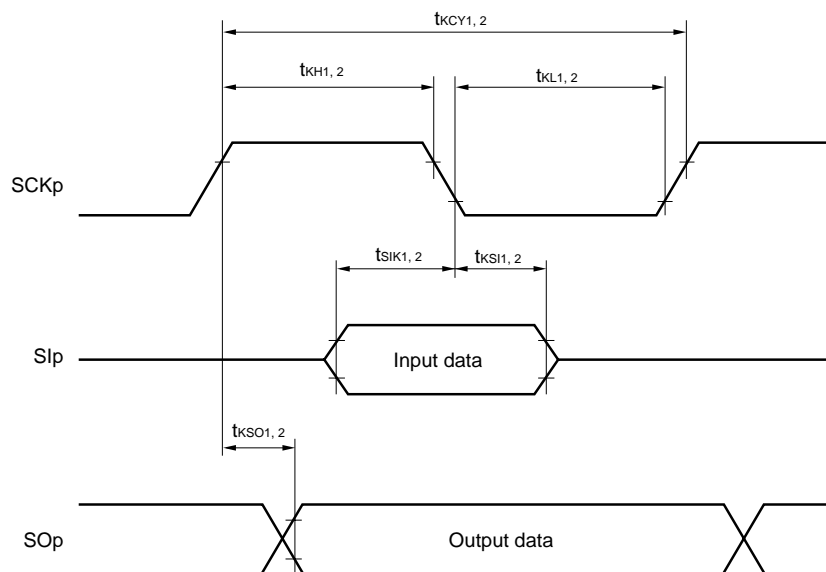 tKCY1, 2
tKH1, 2
tKL1, 2
SCKp
tSIK1, 2
tKSI1, 2
SIp
Input data
tKSO1, 2
SOp
Output data